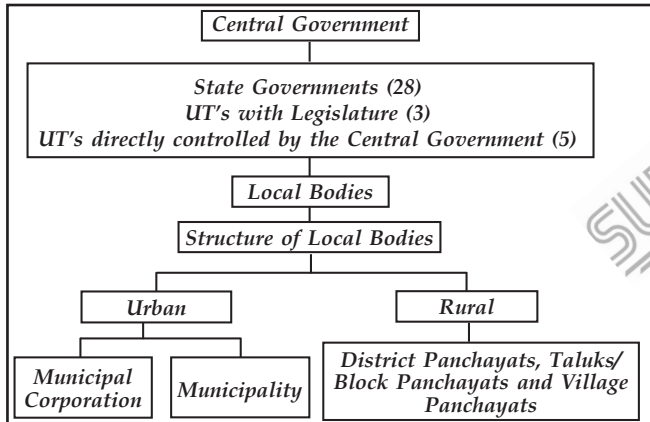 Central Government
State Governments (28)
UT's with Legislature (3)
UT's directly controlled by the Central Government (5)
Local Bodies
Structure of Local Bodies
Urban
Rural
Municipal
Corporation
Municipality
District Panchayats, Taluks/
Block Panchayats and Village
Panchayats